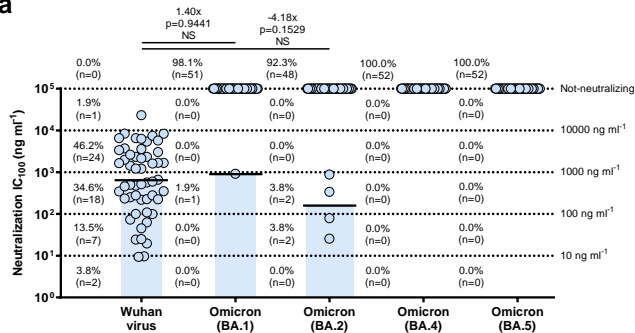 a
1.40x
p=0.9441
NS
-4.18x
p=0.1529
NS
0.0%
(n=0)
98.1%
(n=51)
92.3%
(n=48)
100.0%
(n=52)
100.0%
(n=52)
10⁵
Not-neutralizing
1.9%
(n=1)
0.0%
(n=0)
0.0%
(n=0)
0.0%
(n=0)
0.0%
(n=0)
10⁴
10000 ng ml⁻¹
46.2%
(n=24)
0.0%
(n=0)
0.0%
(n=0)
0.0%
(n=0)
0.0%
(n=0)
10³
1000 ng ml⁻¹
34.6%
(n=18)
1.9%
(n=1)
3.8%
(n=2)
0.0%
(n=0)
0.0%
(n=0)
10²
100 ng ml⁻¹
13.5%
(n=7)
0.0%
(n=0)
3.8%
(n=2)
0.0%
(n=0)
0.0%
(n=0)
10¹
10 ng ml⁻¹
3.8%
(n=2)
0.0%
(n=0)
0.0%
(n=0)
0.0%
(n=0)
0.0%
(n=0)
10⁰
Neutralization IC₁₀₀ (ng ml⁻¹)
Wuhan
virus
Omicron
(BA.1)
Omicron
(BA.2)
Omicron
(BA.4)
Omicron
(BA.5)